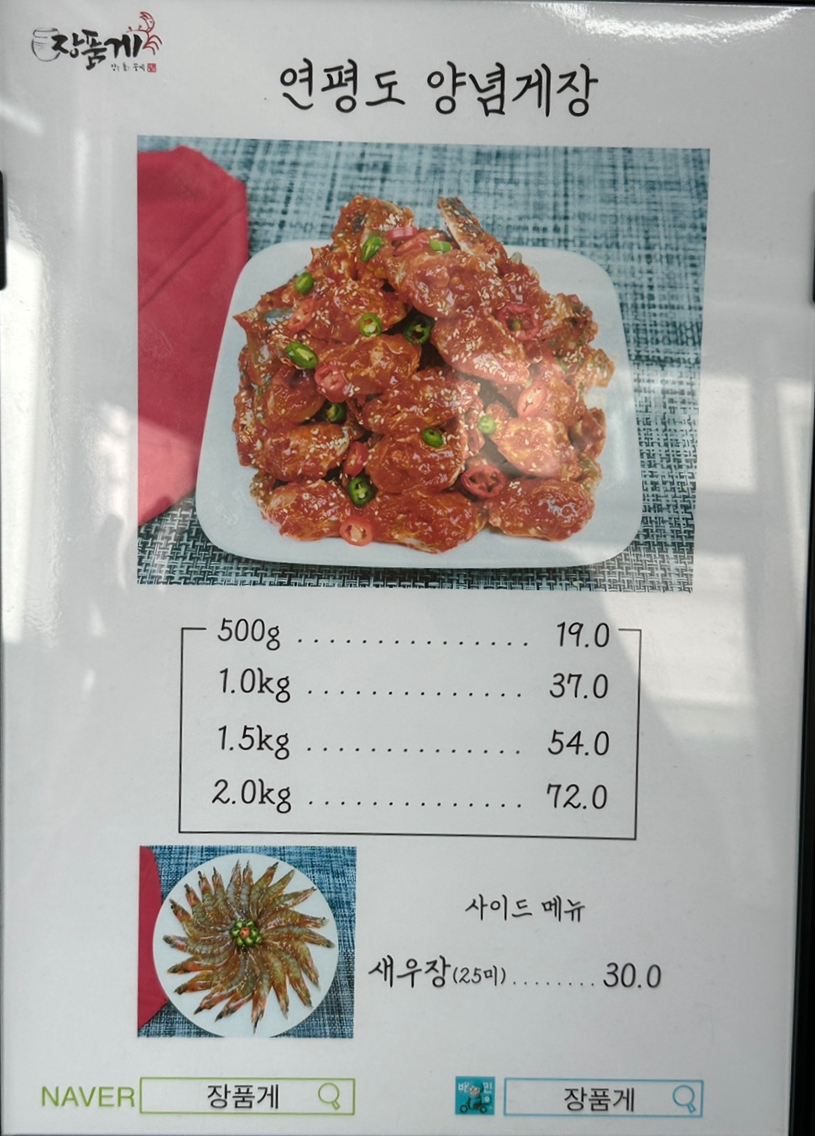 장품게
연평도 양념게장
500g ................ 19.0
1.0kg ............... 37.0
1.5kg ............... 54.0
2.0kg ............... 72.0
사이드 메뉴
새우장(25미) ........ 30.0
NAVER 장품게
배민 장품게